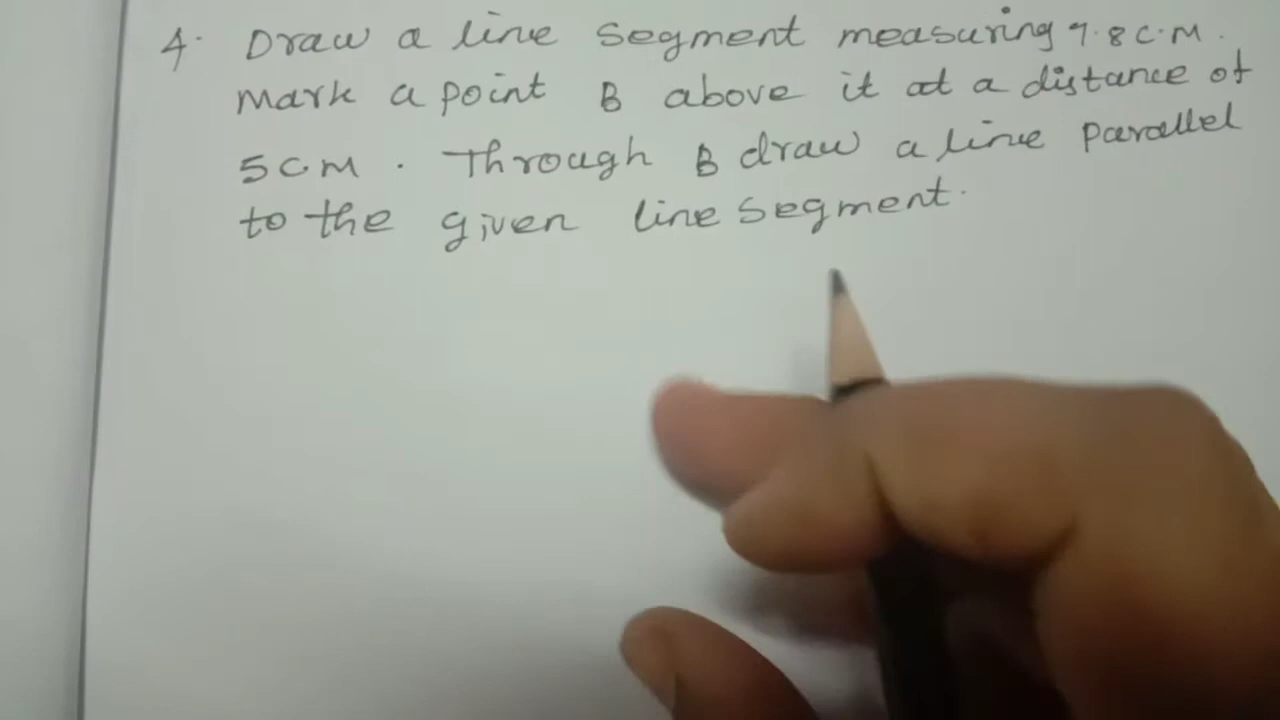 4. Draw a line segment measuring 7.8 C.M.
Mark a point B above it at a distance of
5 C.M. Through B draw a line parallel
to the given line segment.